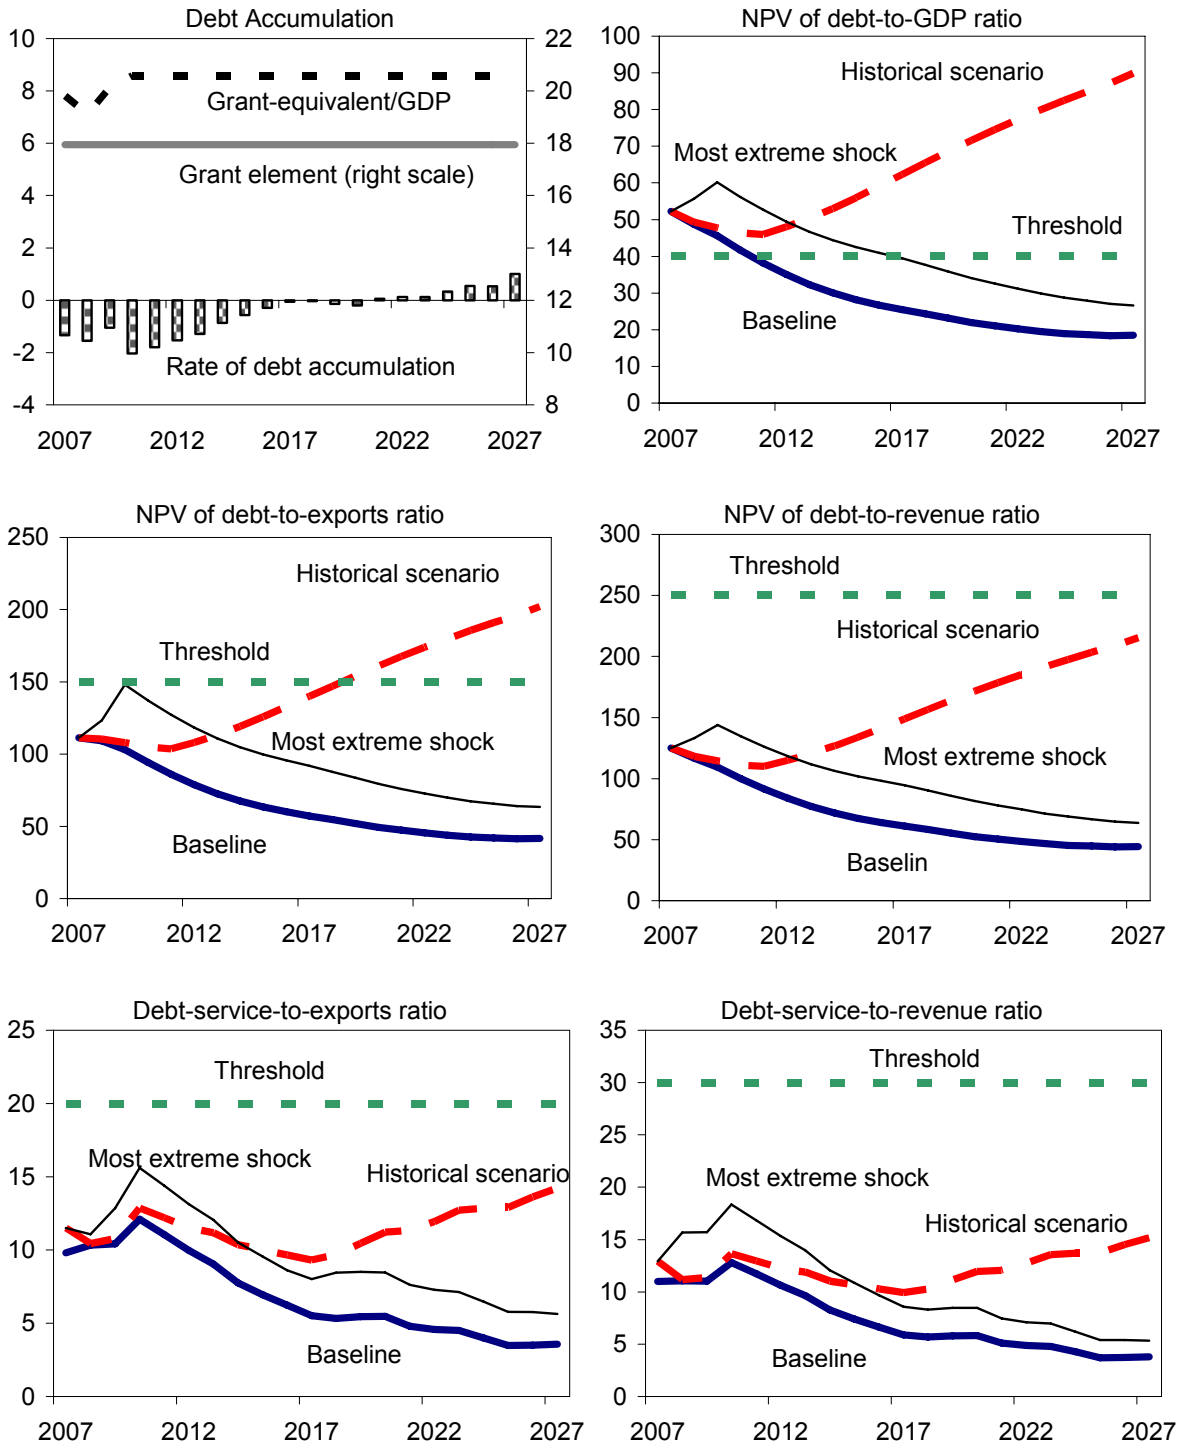 Debt Accumulation
10
8
6
4
2
0
-2
-4
22
20
18
16
14
12
10
8
Grant-equivalent/GDP
Grant element (right scale)
Rate of debt accumulation
2007 2012 2017 2022 2027
NPV of debt-to-GDP ratio
100
90
80
70
60
50
40
30
20
10
0
Historical scenario
Most extreme shock
Threshold
Baseline
2007 2012 2017 2022 2027
NPV of debt-to-exports ratio
250
200
150
100
50
0
Historical scenario
Threshold
Most extreme shock
Baseline
2007 2012 2017 2022 2027
NPV of debt-to-revenue ratio
300
250
200
150
100
50
0
Threshold
Historical scenario
Most extreme shock
Baselin
2007 2012 2017 2022 2027
Debt-service-to-exports ratio
25
20
15
10
5
0
Threshold
Most extreme shock
Historical scenario
Baseline
2007 2012 2017 2022 2027
Debt-service-to-revenue ratio
35
30
25
20
15
10
5
0
Threshold
Most extreme shock
Historical scenario
Baseline
2007 2012 2017 2022 2027